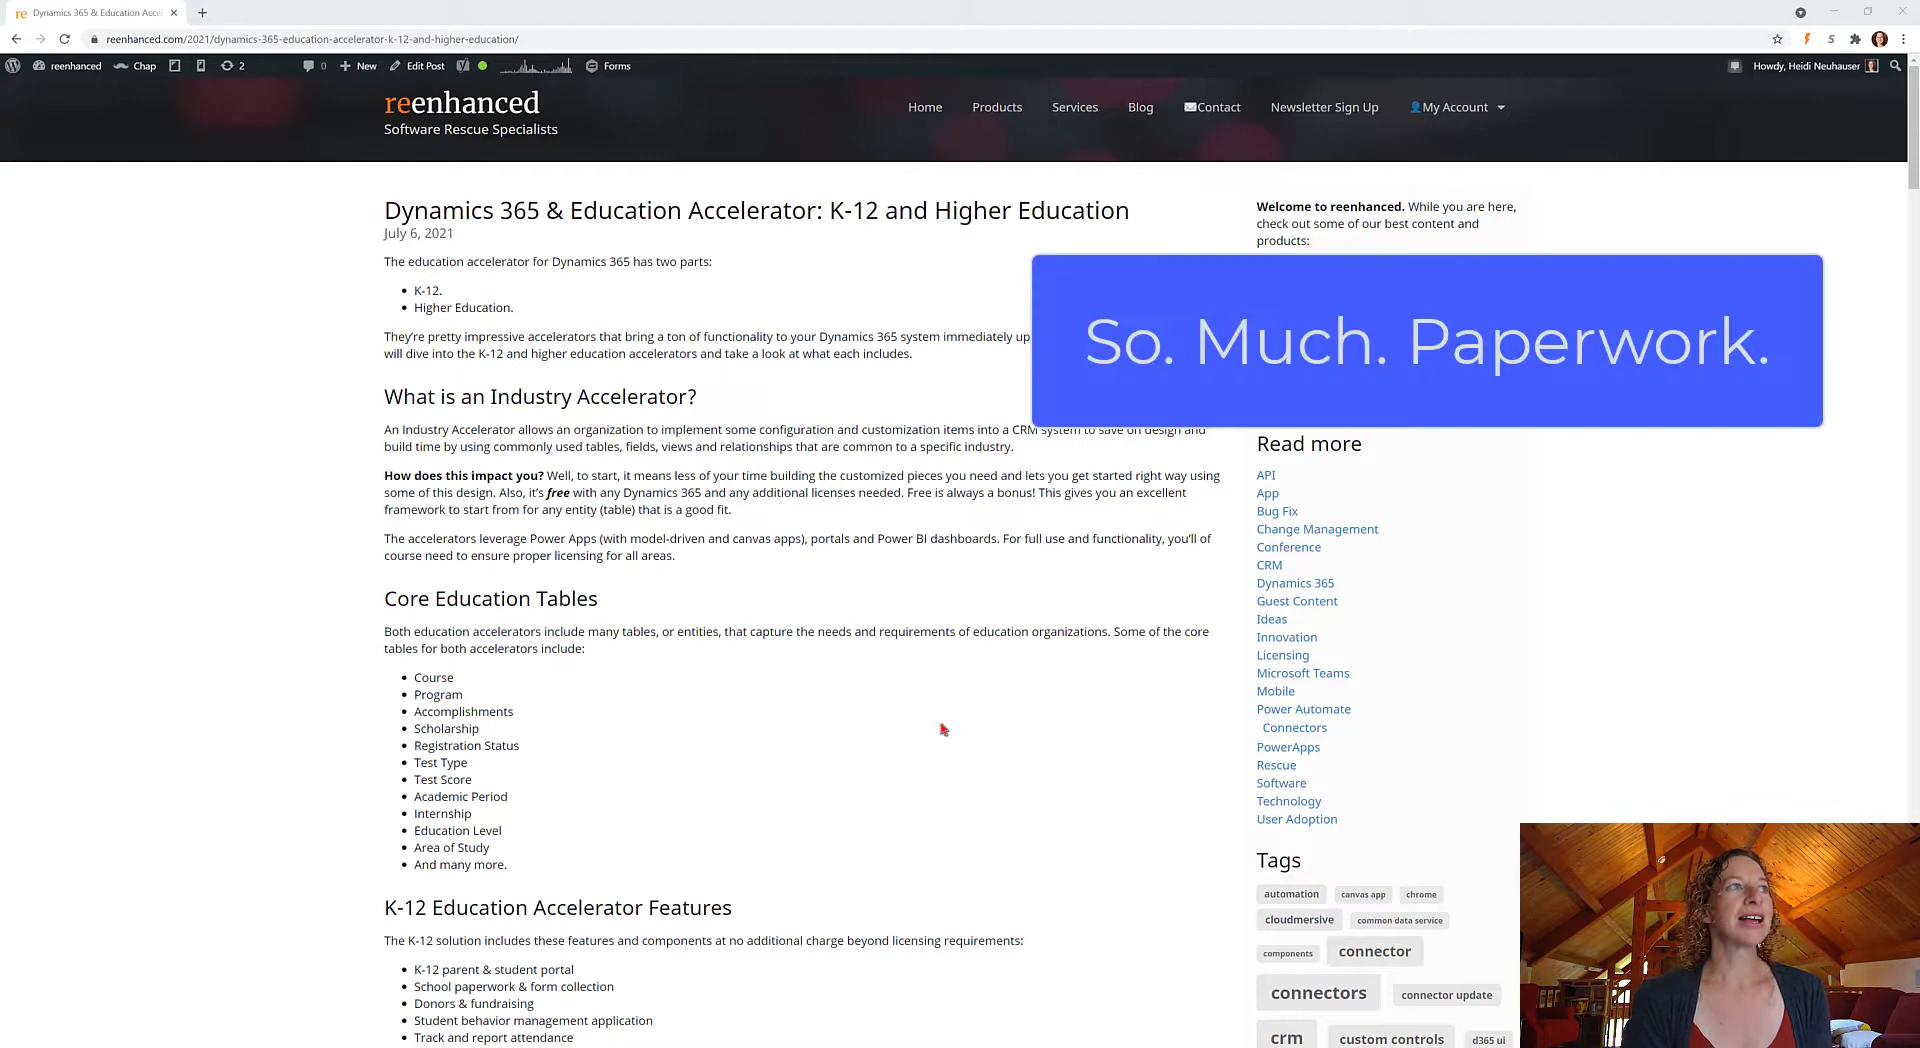 Dynamics 365 & Education Accel
reenhanced.com/2021/dynamics-365-education-accelerator-k-12-and-higher-education/
reenhanced Chap 2 0 New Edit Post Forms Howdy, Heidi Neuhauser
reenhanced
Software Rescue Specialists
Home Products Services Blog Contact Newsletter Sign Up My Account
Dynamics 365 & Education Accelerator: K-12 and Higher Education
July 6, 2021
The education accelerator for Dynamics 365 has two parts:
K-12.
Higher Education.
They're pretty impressive accelerators that bring a ton of functionality to your Dynamics 365 system immediately up
will dive into the K-12 and higher education accelerators and take a look at what each includes.
What is an Industry Accelerator?
An Industry Accelerator allows an organization to implement some configuration and customization items into a CRM system to save on design and
build time by using commonly used tables, fields, views and relationships that are common to a specific industry.
How does this impact you? Well, to start, it means less of your time building the customized pieces you need and lets you get started right way using
some of this design. Also, it's free with any Dynamics 365 and any additional licenses needed. Free is always a bonus! This gives you an excellent
framework to start from for any entity (table) that is a good fit.
The accelerators leverage Power Apps (with model-driven and canvas apps), portals and Power BI dashboards. For full use and functionality, you'll of
course need to ensure proper licensing for all areas.
Core Education Tables
Both education accelerators include many tables, or entities, that capture the needs and requirements of education organizations. Some of the core
tables for both accelerators include:
Course
Program
Accomplishments
Scholarship
Registration Status
Test Type
Test Score
Academic Period
Internship
Education Level
Area of Study
And many more.
K-12 Education Accelerator Features
The K-12 solution includes these features and components at no additional charge beyond licensing requirements:
K-12 parent & student portal
School paperwork & form collection
Donors & fundraising
Student behavior management application
Track and report attendance
Welcome to reenhanced. While you are here,
check out some of our best content and
products:
So. Much. Paperwork.
Read more
API
App
Bug Fix
Change Management
Conference
CRM
Dynamics 365
Guest Content
Ideas
Innovation
Licensing
Microsoft Teams
Mobile
Power Automate
Connectors
PowerApps
Rescue
Software
Technology
User Adoption
Tags
automation canvas app chrome
cloudmersive common data service
components connector
connectors connector update
crm custom controls d365 ui